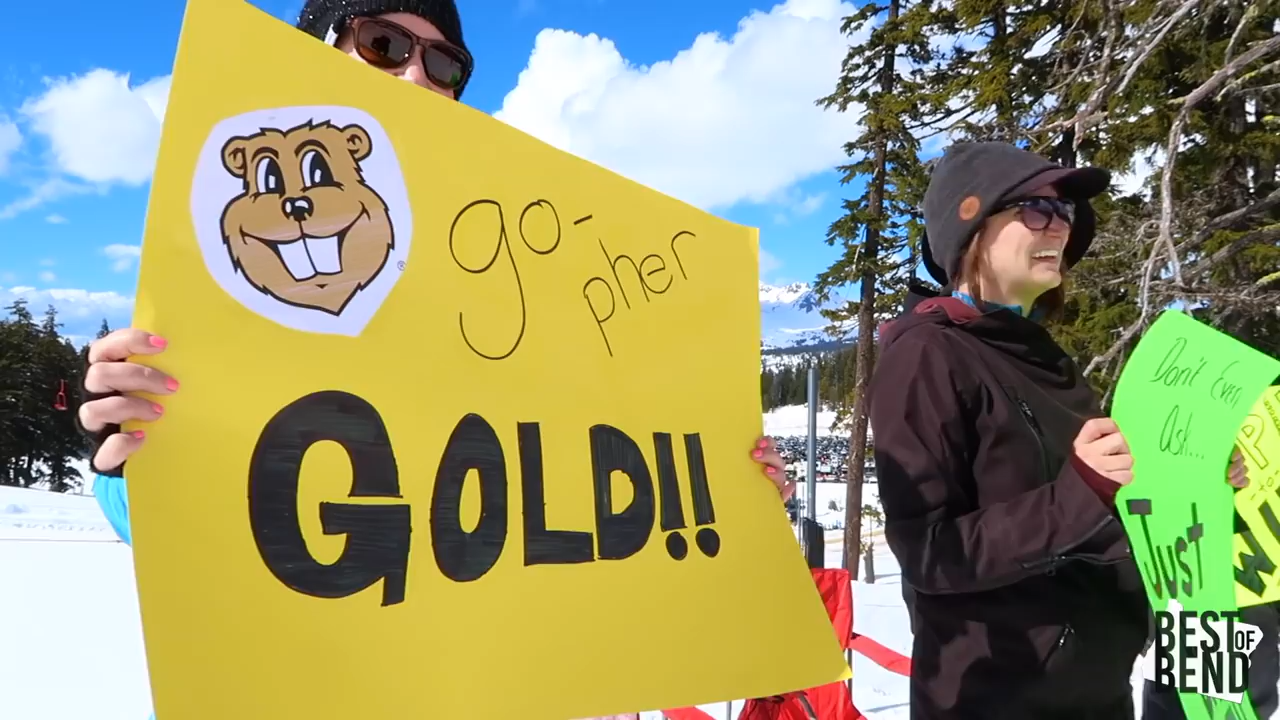 go-
pher
GOLD!!
®
Don't Even
Ask...
Just
BEST OF
BEND